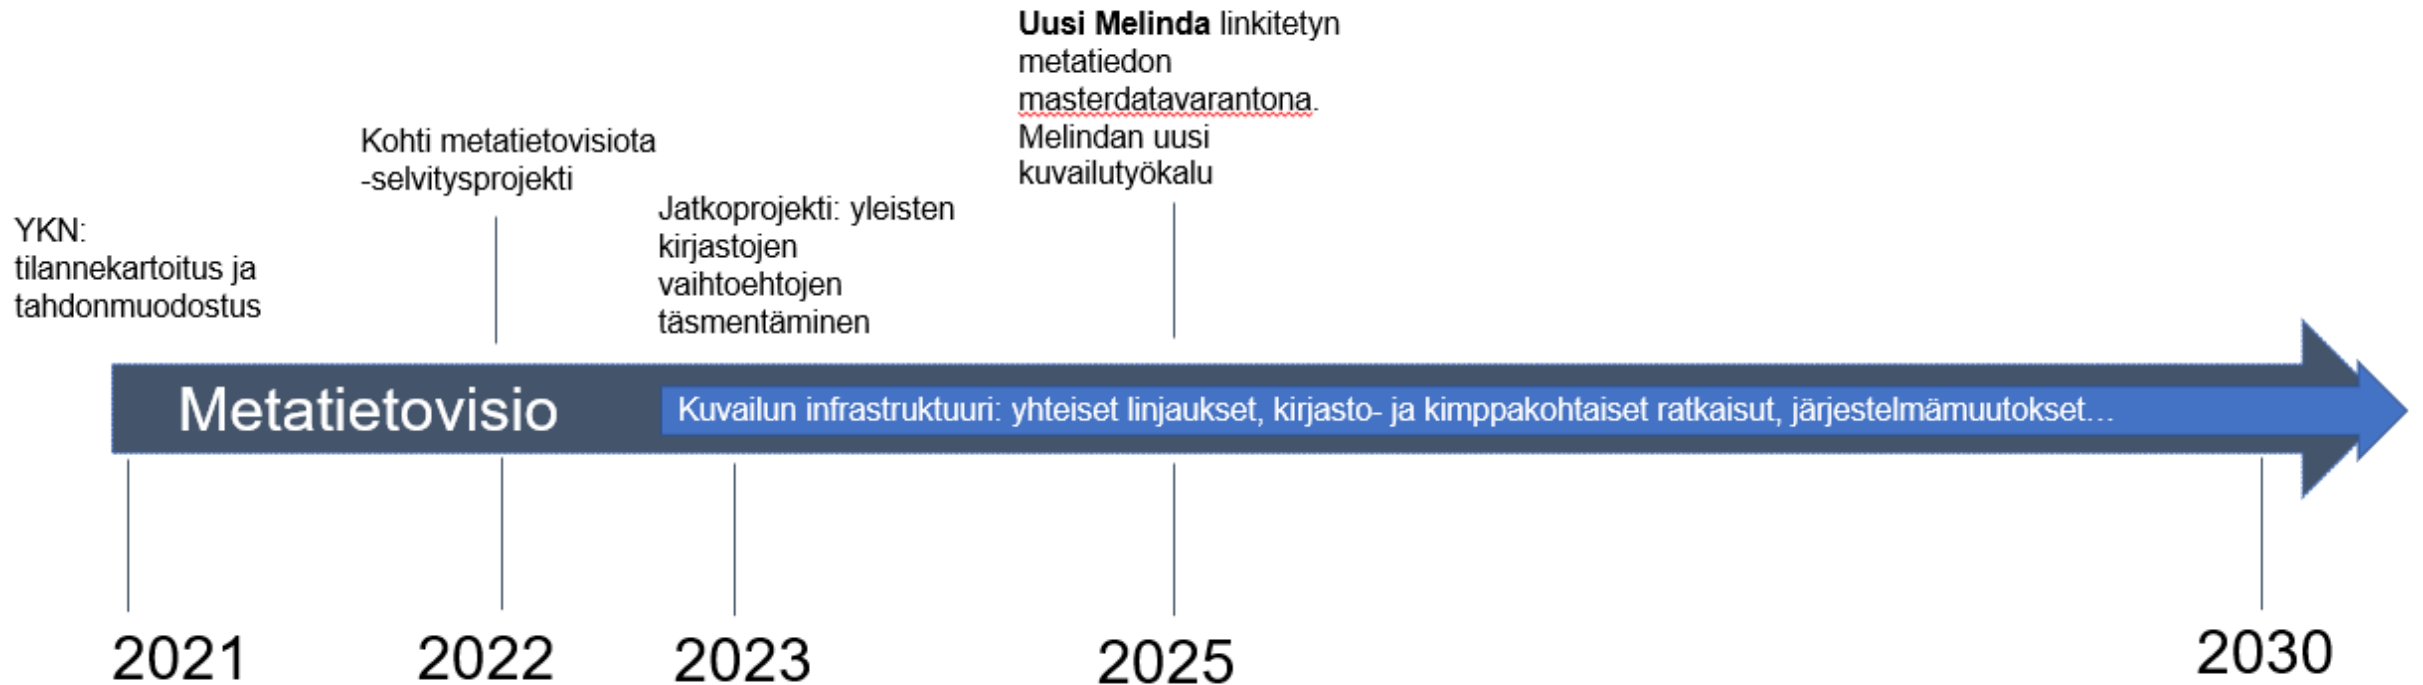 YKN:
tilannekartoitus ja
tahdonmuodostus
Kohti metatietovisiota
-selvitysprojekti
Jatkoprojekti: yleisten
kirjastojen
vaihtoehtojen
täsmentäminen
Uusi Melinda linkitetyn
metatiedon
masterdatavarantona.
Melindan uusi
kuvailutyökalu
Metatietovisio
Kuvailun infrastruktuuri: yhteiset linjaukset, kirjasto- ja kimppakohtaiset ratkaisut, järjestelmämuutokset...
2021
2022
2023
2025
2030